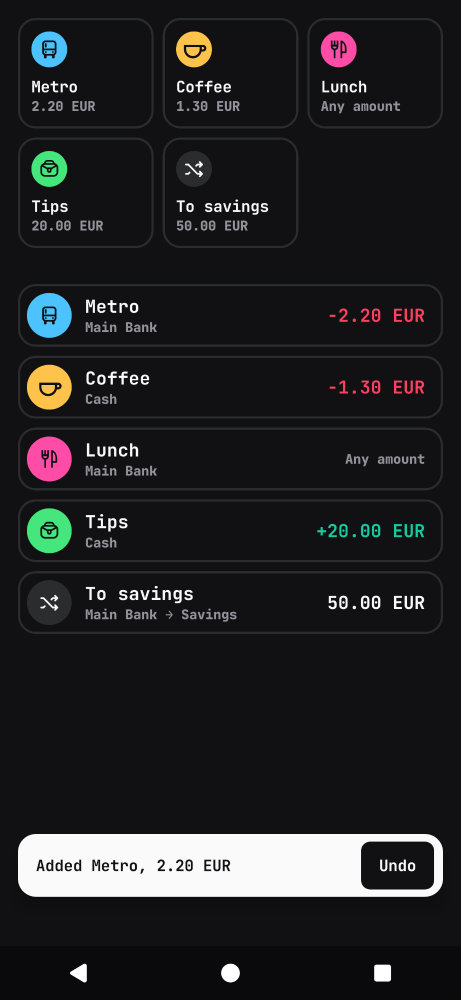 Metro
2.20 EUR
Coffee
1.30 EUR
Lunch
Any amount
Tips
20.00 EUR
To savings
50.00 EUR
Metro
Main Bank
-2.20 EUR
Coffee
Cash
-1.30 EUR
Lunch
Main Bank
Any amount
Tips
Cash
+20.00 EUR
To savings
Main Bank → Savings
50.00 EUR
Added Metro, 2.20 EUR
Undo